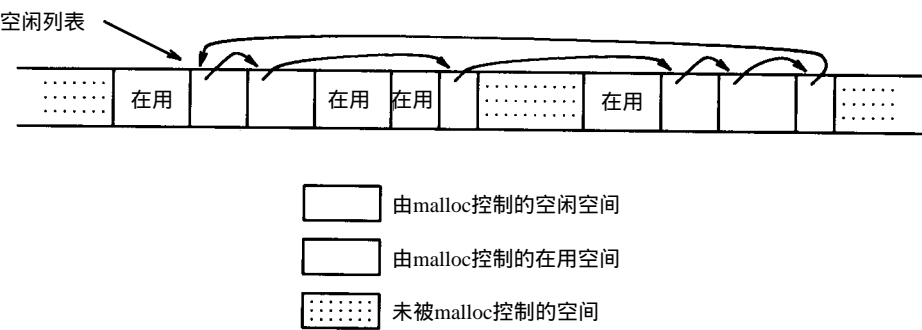 空闲列表
在用 在用 在用 在用
由malloc控制的空闲空间
由malloc控制的在用空间
未被malloc控制的空间